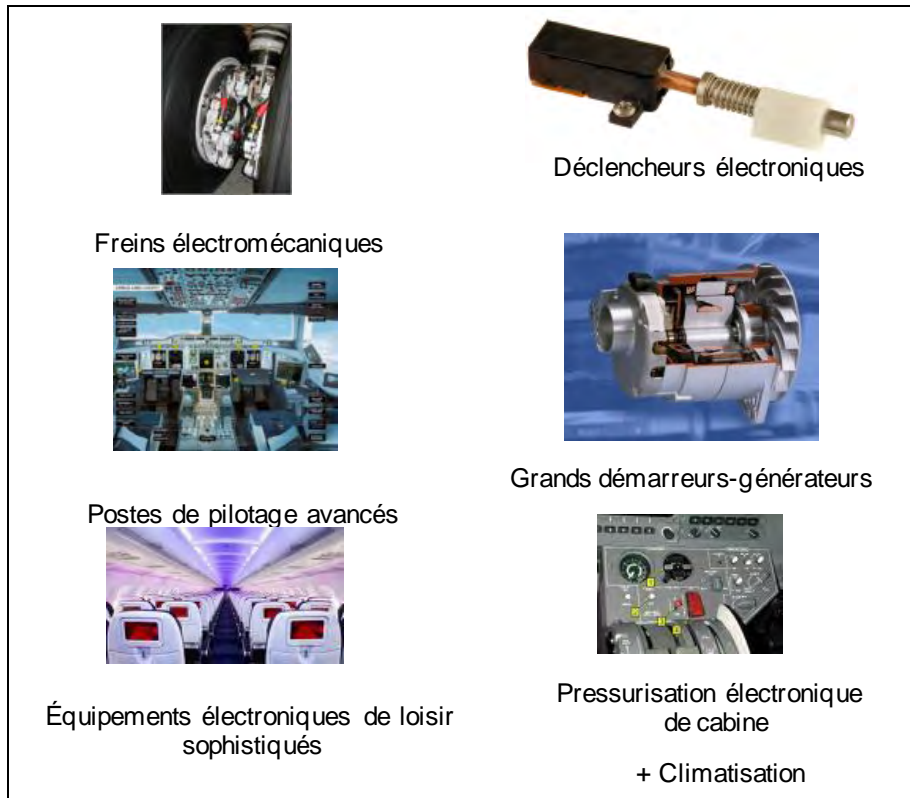 Déclencheurs électroniques
Freins électromécaniques
Grands démarreurs-générateurs
Postes de pilotage avancés
Équipements électroniques de loisir
sophistiqués
Pressurisation électronique
de cabine
+ Climatisation